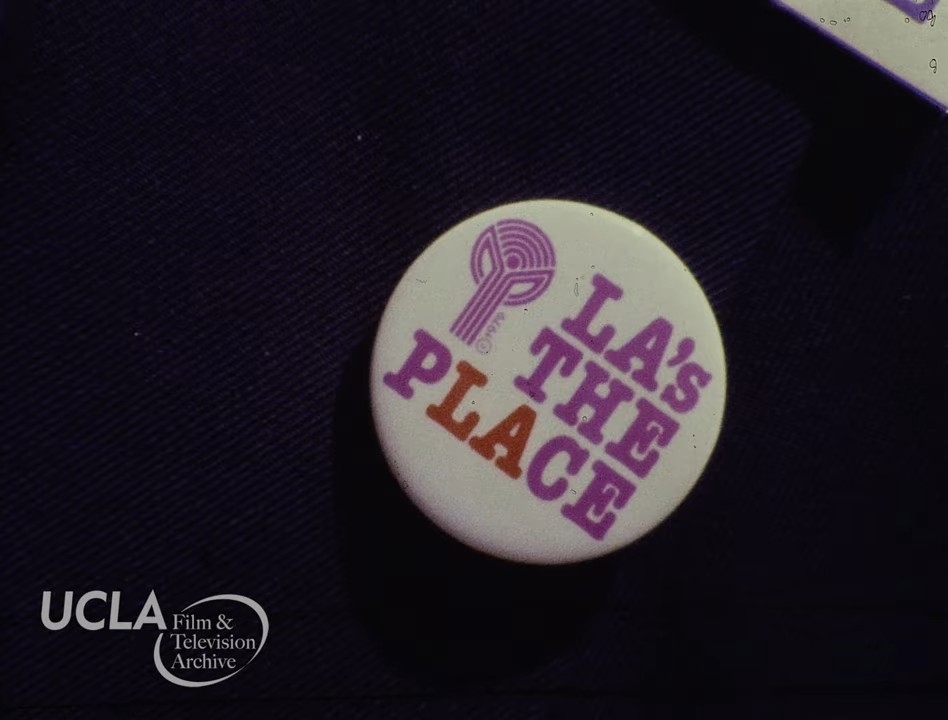 LA's
THE
PLACE
©1979
UCLA
Film &
Television
Archive